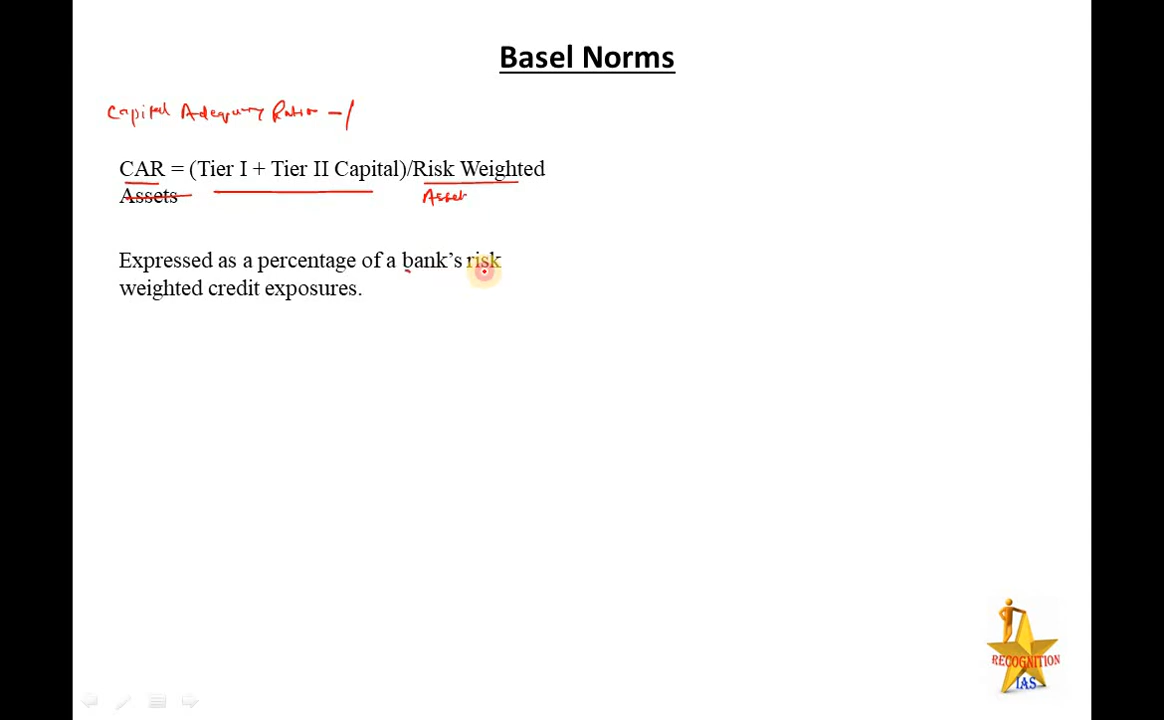 Basel Norms
Capital Adequacy Ratio -
CAR = (Tier I + Tier II Capital)/Risk Weighted
Assets
Asset
Expressed as a percentage of a bank's risk
weighted credit exposures.
RECOGNITION
IAS